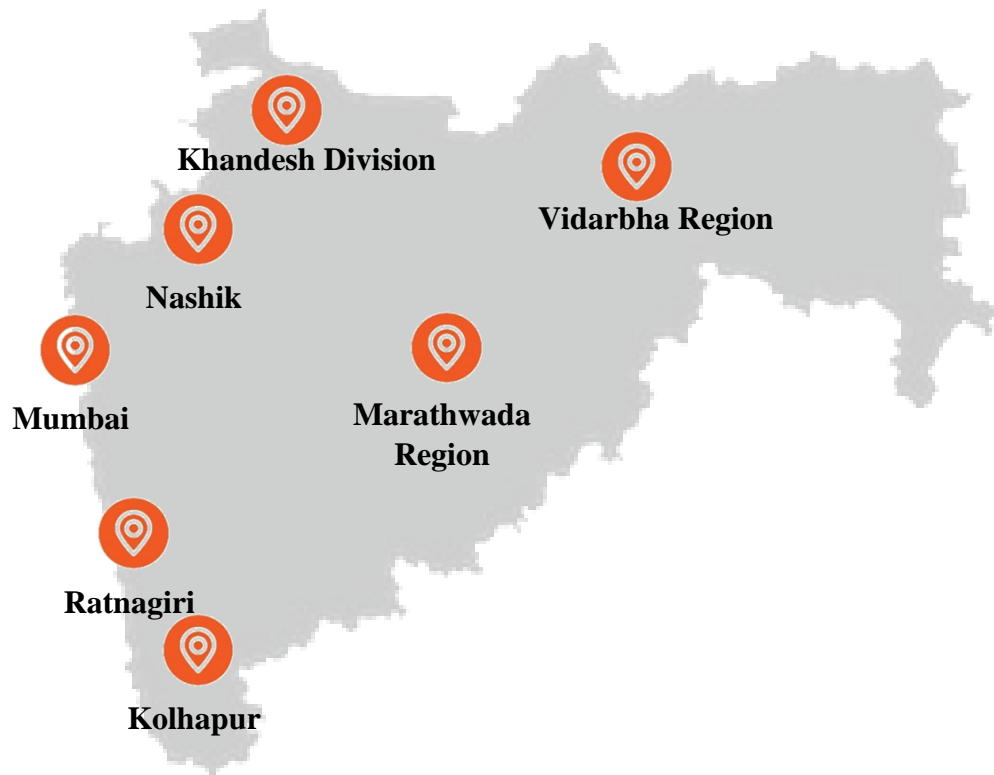 Khandesh Division
Vidarbha Region
Nashik
Mumbai
Marathwada
Region
Ratnagiri
Kolhapur